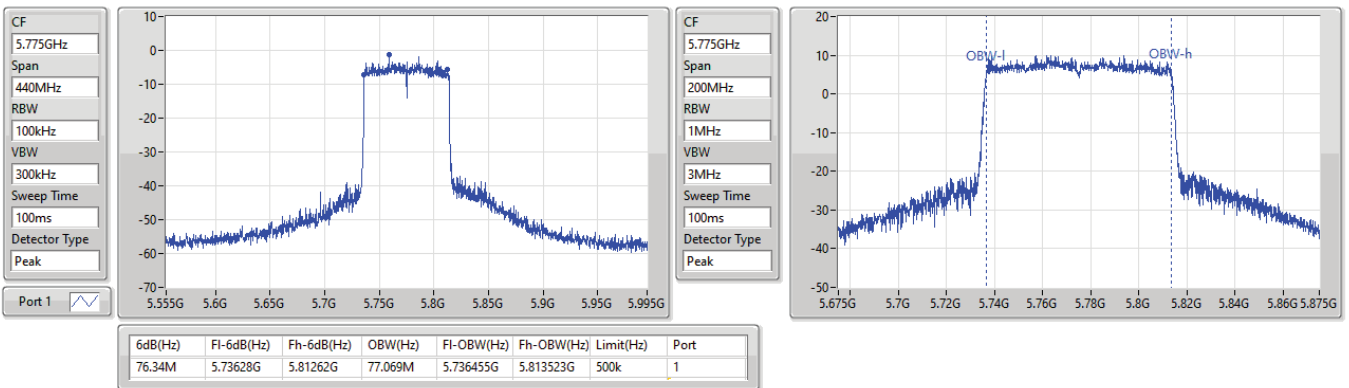 CF
5.775GHz
Span
440MHz
RBW
100kHz
VBW
300kHz
Sweep Time
100ms
Detector Type
Peak
Port 1
10
0
-10
-20
-30
-40
-50
-60
-70
5.555G 5.6G 5.65G 5.7G 5.75G 5.8G 5.85G 5.9G 5.95G 5.995G
CF
5.775GHz
Span
200MHz
RBW
1MHz
VBW
3MHz
Sweep Time
100ms
Detector Type
Peak
20
10
0
-10
-20
-30
-40
-50
OBW-l OBW-h
5.675G 5.7G 5.72G 5.74G 5.76G 5.78G 5.8G 5.82G 5.84G 5.86G 5.875G
6dB(Hz) Fl-6dB(Hz) Fh-6dB(Hz) OBW(Hz) Fl-OBW(Hz) Fh-OBW(Hz) Limit(Hz) Port
76.34M 5.73628G 5.81262G 77.069M 5.736455G 5.813523G 500k 1